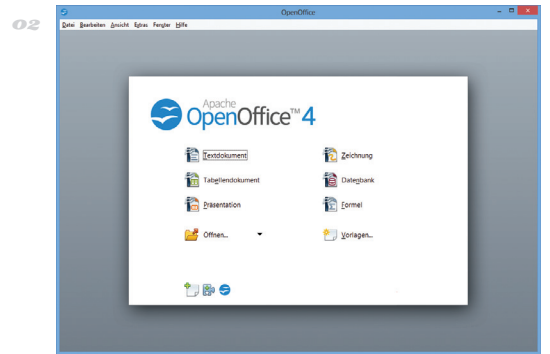 02
OpenOffice
Datei Bearbeiten Ansicht Extras Fenster Hilfe
Apache
OpenOffice™ 4
Textdokument Zeichnung
Tabellendokument Datenbank
Präsentation Formel
Öffnen... Vorlagen...